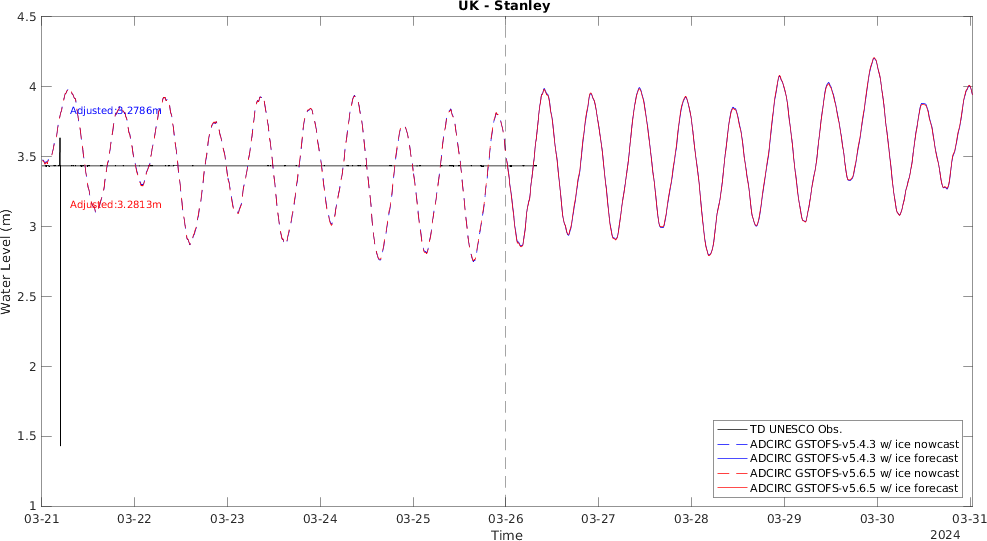 UK - Stanley
4.5
4
3.5
3
2.5
2
1.5
1
Water Level (m)
Adjusted:3.2786m
Adjusted:3.2813m
TD UNESCO Obs.
ADCIRC GSTOFS-v5.4.3 w/ ice nowcast
ADCIRC GSTOFS-v5.4.3 w/ ice forecast
ADCIRC GSTOFS-v5.6.5 w/ ice nowcast
ADCIRC GSTOFS-v5.6.5 w/ ice forecast
03-21 03-22 03-23 03-24 03-25 03-26 03-27 03-28 03-29 03-30 03-31
Time
2024